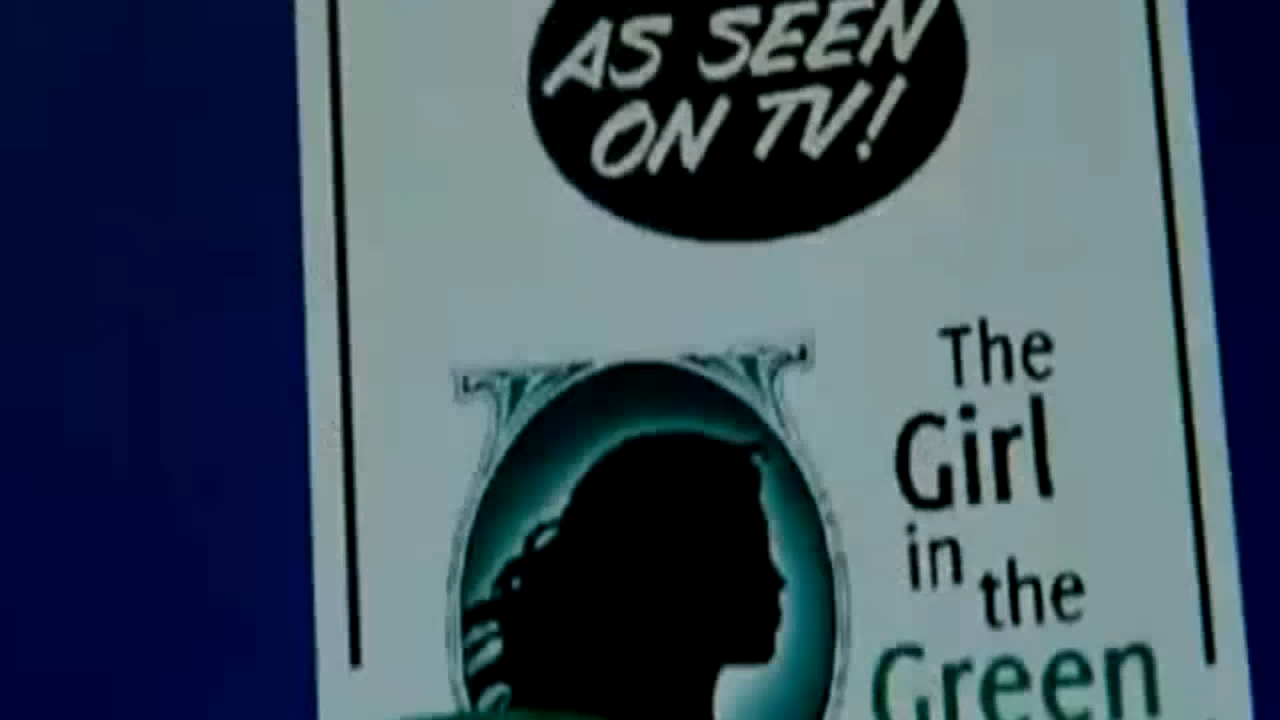 AS SEEN
ON TV!
The
Girl
in
the
Green